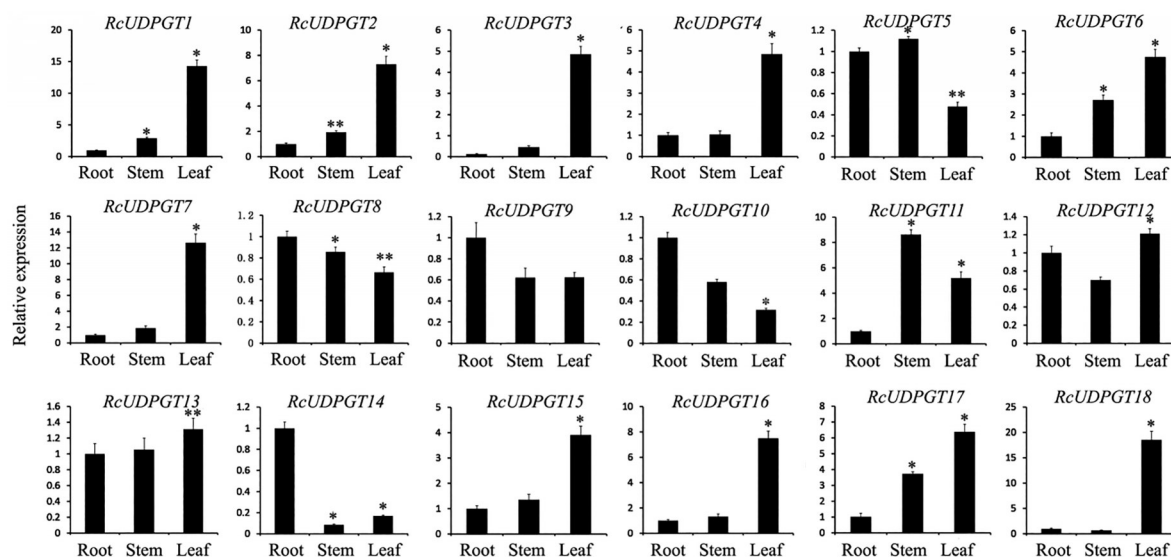 RcUDPGT1 RcUDPGT2 RcUDPGT3 RcUDPGT4 RcUDPGT5 RcUDPGT6
20 15 10 5 0 * *
10 8 6 4 2 0 ** *
6 5 4 3 2 1 0 *
6 5 4 3 2 1 0 *
1.2 1 0.8 0.6 0.4 0.2 0 * **
6 5 4 3 2 1 0 * *
Root Stem Leaf Root Stem Leaf Root Stem Leaf Root Stem Leaf Root Stem Leaf Root Stem Leaf
Relative expression
RcUDPGT7 RcUDPGT8 RcUDPGT9 RcUDPGT10 RcUDPGT11 RcUDPGT12
16 14 12 10 8 6 4 2 0 *
1.2 1 0.8 0.6 0.4 0.2 0 * **
1.2 1 0.8 0.6 0.4 0.2 0
1.2 1 0.8 0.6 0.4 0.2 0 *
10 8 6 4 2 0 * *
1.4 1.2 1 0.8 0.6 0.4 0.2 0 *
Root Stem Leaf Root Stem Leaf Root Stem Leaf Root Stem Leaf Root Stem Leaf Root Stem Leaf
RcUDPGT13 RcUDPGT14 RcUDPGT15 RcUDPGT16 RcUDPGT17 RcUDPGT18
1.6 1.4 1.2 1 0.8 0.6 0.4 0.2 0 **
1.2 1 0.8 0.6 0.4 0.2 0 * *
5 4 3 2 1 0 *
10 8 6 4 2 0 *
8 7 6 5 4 3 2 1 0 * *
25 20 15 10 5 0 *
Root Stem Leaf Root Stem Leaf Root Stem Leaf Root Stem Leaf Root Stem Leaf Root Stem Leaf